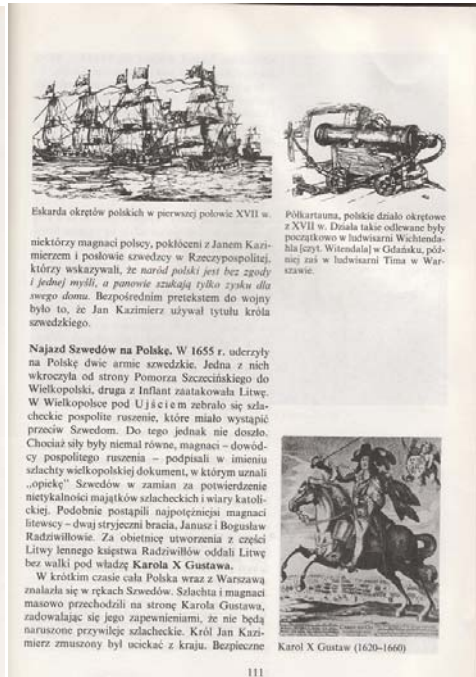 Eskarda okrętów polskich w pierwszej połowie XVII w.
Półkartauna, polskie działo okrętowe
z XVII w. Działa takie odlewane były
początkowo w ludwisarni Wichtenda-
hla [czyt. Witendala] w Gdańsku, póź-
niej zaś w ludwisarni Tima w War-
szawie.
niektórzy magnaci polscy, pokłóceni z Janem Kazi-
mierzem i posłowie szwedzcy w Rzeczypospolitej,
którzy wskazywali, że naród polski jest bez zgody
i jednej myśli, a panowie szukają tylko zysku dla
swego domu. Bezpośrednim pretekstem do wojny
było to, że Jan Kazimierz używał tytułu króla
szwedzkiego.
Najazd Szwedów na Polskę. W 1655 r. uderzyły
na Polskę dwie armie szwedzkie. Jedna z nich
wkroczyła od strony Pomorza Szczecińskiego do
Wielkopolski, druga z Inflant zaatakowała Litwę.
W Wielkopolsce pod Ujściem zebrało się szla-
checkie pospolite ruszenie, które miało wystąpić
przeciw Szwedom. Do tego jednak nie doszło.
Chociaż siły były niemal równe, magnaci – dowód-
cy pospolitego ruszenia – podpisali w imieniu
szlachty wielkopolskiej dokument, w którym uznali
„opiekę” Szwedów w zamian za potwierdzenie
nietykalności majątków szlacheckich i wiary katoli-
ckiej. Podobnie postąpili najpotężniejsi magnaci
litewscy – dwaj stryjeczni bracia, Janusz i Bogusław
Radziwiłłowie. Za obietnicę utworzenia z części
Litwy lennego księstwa Radziwiłłów oddali Litwę
bez walki pod władzę Karola X Gustawa.
W krótkim czasie cała Polska wraz z Warszawą
znalazła się w rękach Szwedów. Szlachta i magnaci
masowo przechodzili na stronę Karola Gustawa,
zadowalając się jego zapewnieniami, że nie będą
naruszone przywileje szlacheckie. Król Jan Kazi-
mierz zmuszony był uciekać z kraju. Bezpieczne
Karol X Gustaw (1620–1660)
111